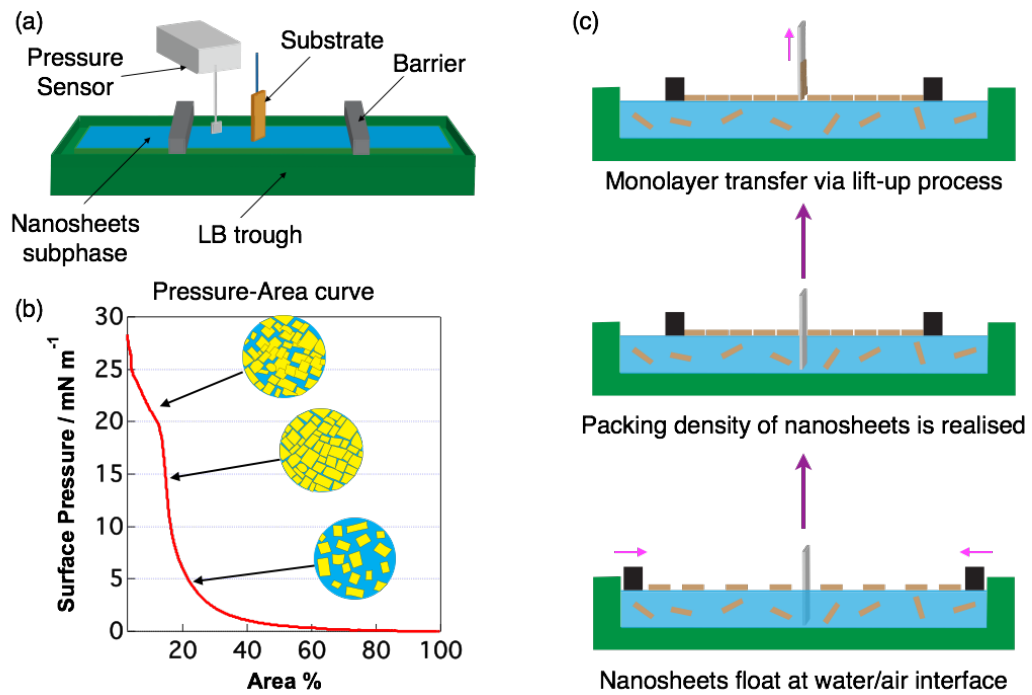 (a)
Pressure
Sensor
Substrate
Barrier
Nanosheets
subphase
LB trough
(b)
Pressure-Area curve
Surface Pressure / mN m⁻¹
30
25
20
15
10
5
0
20
40
60
80
100
Area %
(c)
Monolayer transfer via lift-up process
Packing density of nanosheets is realised
Nanosheets float at water/air interface